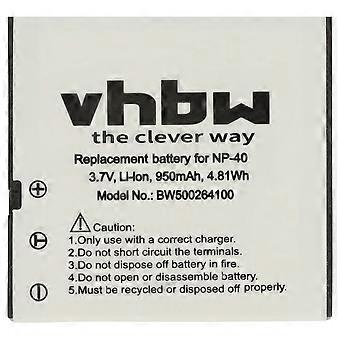 vhbw
the clever way
Replacement battery for NP-40
3.7V, Li-Ion, 950mAh, 4.81Wh
Model No.: BW500264100
Caution:
1.Only use with correct charger.
2.Do not short circuit the terminals.
3.Do not dispose off battery in fire.
4.Do not open or disassemble battery.
5.Must be recycled or disposed off properly.